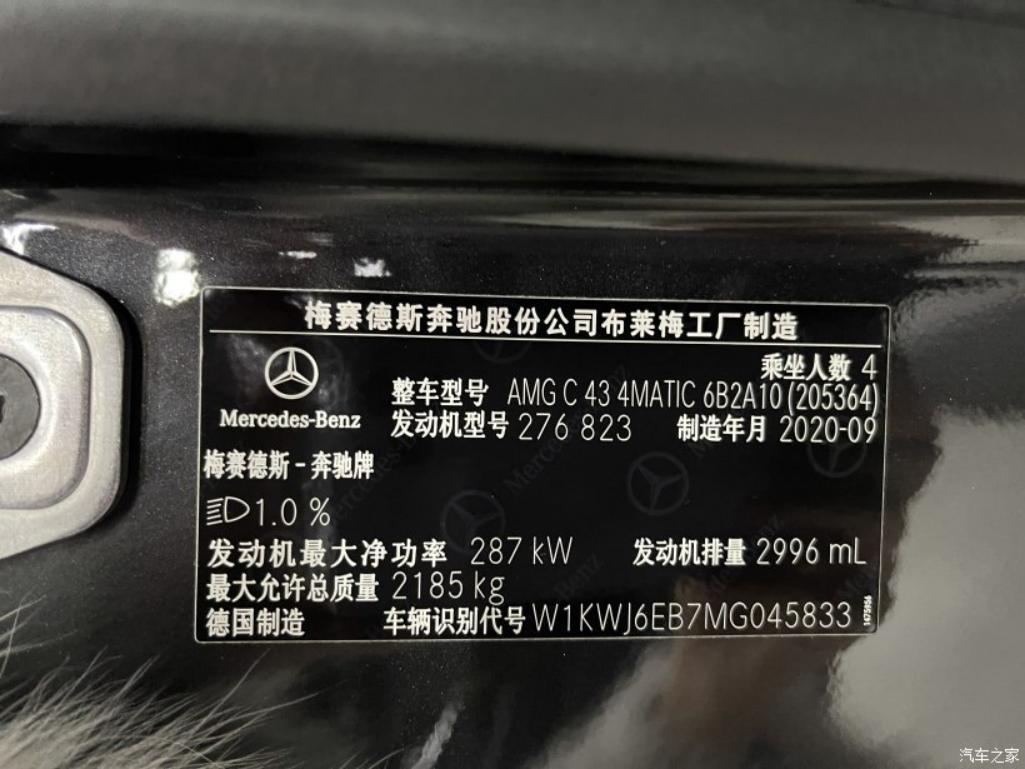 梅赛德斯奔驰股份公司布莱梅工厂制造
乘坐人数 4
整车型号 AMG C 43 4MATIC 6B2A10 (205364)
Mercedes-Benz
发动机型号 276 823 制造年月 2020-09
梅赛德斯-奔驰牌
1.0 %
发动机最大净功率 287 kW 发动机排量 2996 mL
最大允许总质量 2185 kg
德国制造 车辆识别代号 W1KWJ6EB7MG045833
汽车之家